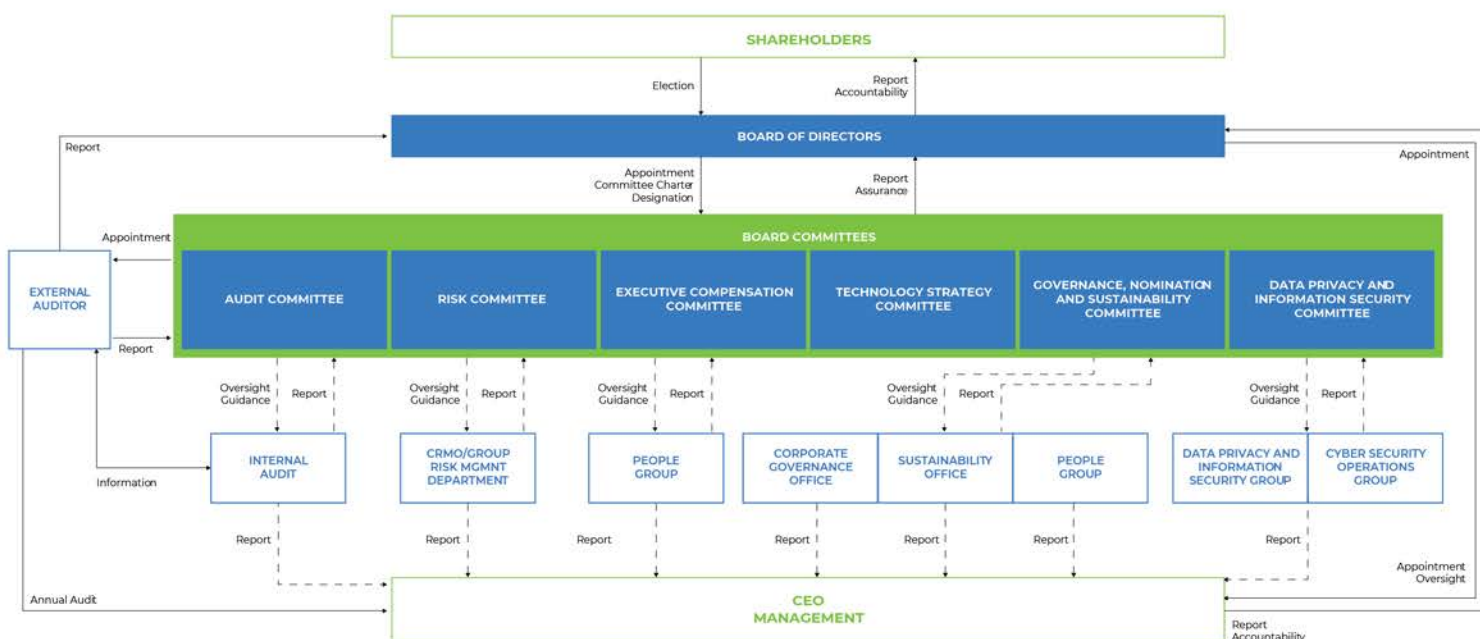 SHAREHOLDERS
Election
Report
Accountability
BOARD OF DIRECTORS
Report
Appointment
Appointment
Committee Charter
Designation
Report
Assurance
Appointment
BOARD COMMITTEES
EXTERNAL
AUDITOR
AUDIT COMMITTEE
RISK COMMITTEE
EXECUTIVE COMPENSATION
COMMITTEE
TECHNOLOGY STRATEGY
COMMITTEE
GOVERNANCE, NOMINATION
AND SUSTAINABILITY
COMMITTEE
DATA PRIVACY AND
INFORMATION SECURITY
COMMITTEE
Report
Oversight
Guidance
Report
Oversight
Guidance
Report
Oversight
Guidance
Report
Oversight
Guidance
Report
Oversight
Guidance
Report
Information
INTERNAL
AUDIT
CRMO/GROUP
RISK MGMNT
DEPARTMENT
PEOPLE
GROUP
CORPORATE
GOVERNANCE
OFFICE
SUSTAINABILITY
OFFICE
PEOPLE
GROUP
DATA PRIVACY AND
INFORMATION
SECURITY GROUP
CYBER SECURITY
OPERATIONS
GROUP
Report
Report
Report
Report
Report
Report
Report
Appointment
Oversight
Annual Audit
CEO
MANAGEMENT
Report
Accountability